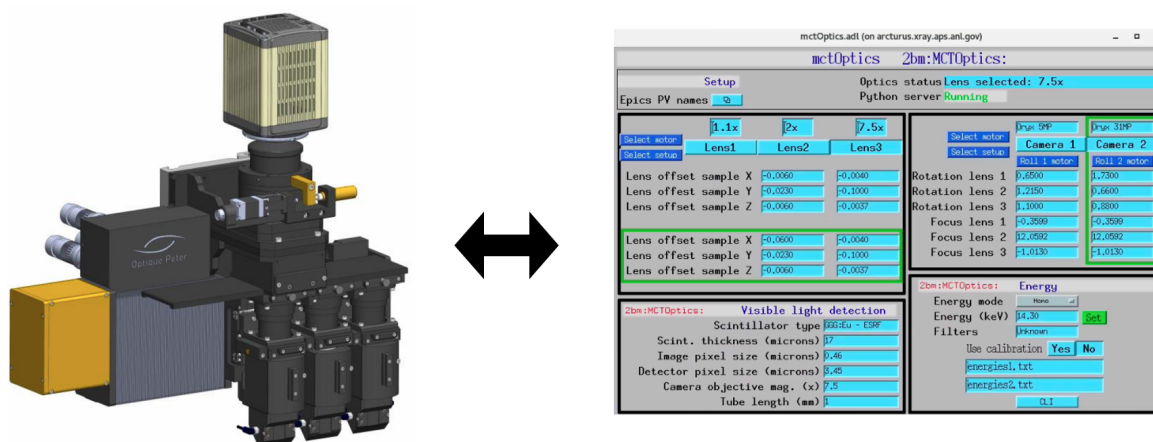 Optique Peter
mctOptics.adl (on arcturus.xray.aps.anl.gov)
mctOptics 2bm:MCTOptics:
Setup
Epics PV names
Optics status Lens selected: 7.5x
Python server Running
1.1x 2x 7.5x
Select motor
Select setup
Lens1 Lens2 Lens3
Lens offset sample X -0.0060 -0.0040
Lens offset sample Y -0.0230 -0.1000
Lens offset sample Z -0.0060 -0.0037
Lens offset sample X -0.0600 -0.0040
Lens offset sample Y -0.0230 -0.1000
Lens offset sample Z -0.0060 -0.0037
Oryx 5MP Oryx 31MP
Select motor
Select setup
Camera 1 Camera 2
Roll 1 motor Roll 2 motor
Rotation lens 1 0.6500 1.7300
Rotation lens 2 1.2150 0.6600
Rotation lens 3 1.1000 0.8800
Focus lens 1 -0.3599 -0.3599
Focus lens 2 12.0592 12.0592
Focus lens 3 -1.0130 -1.0130
2bm:MCTOptics: Visible light detection
Scintillator type GGG:Eu - ESRF
Scint. thickness (microns) 17
Image pixel size (microns) 0.46
Detector pixel size (microns) 3.45
Camera objective mag. (x) 7.5
Tube length (mm) 1
2bm:MCTOptics: Energy
Energy mode Mono
Energy (keV) 14.30 Set
Filters Unknown
Use calibration Yes No
energies1.txt
energies2.txt
CLI